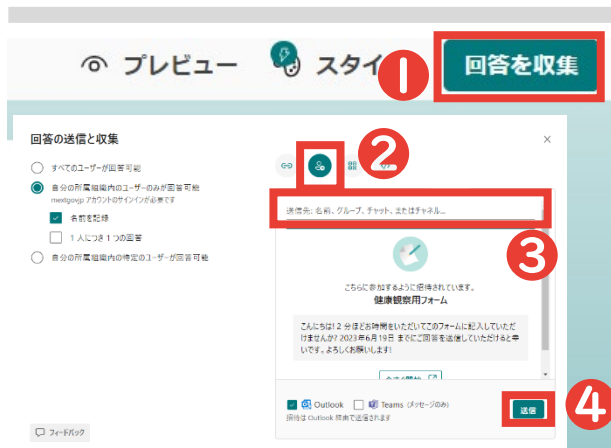 プレビュー
スタイ
1
回答を収集
回答の送信と収集
2
すべてのユーザーが回答可能
自分の所属組織内のユーザーのみが回答可能
アカウントのサインインが必要です
名前を記録
1 人につき 1 つの回答
自分の所属組織内の特定のユーザーが回答可能
送信先: 名前、グループ、チャット、またはチャネル...
3
こちらに参加するように招待されています。
健康観察用フォーム
こんにちは! 2 分ほどお時間をいただいてこのフォームに記入していただ
けませんか? 2023年6月19日 までにご回答を送信していただけると幸
いです。よろしくお願いします!
Outlook
Teams (メッセージのみ)
招待は Outlook 経由で送信されます
送信
4
フィードバック